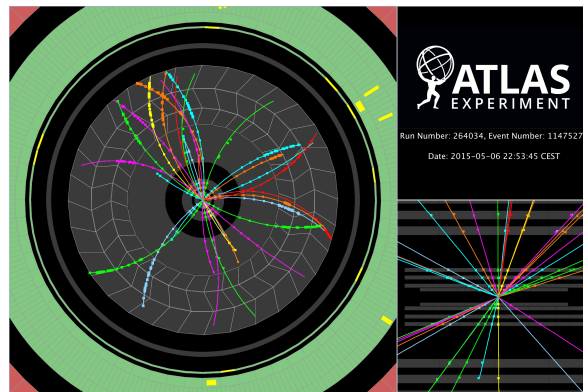 ATLAS
EXPERIMENT
Run Number: 264034, Event Number: 1147527
Date: 2015-05-06 22:53:45 CEST